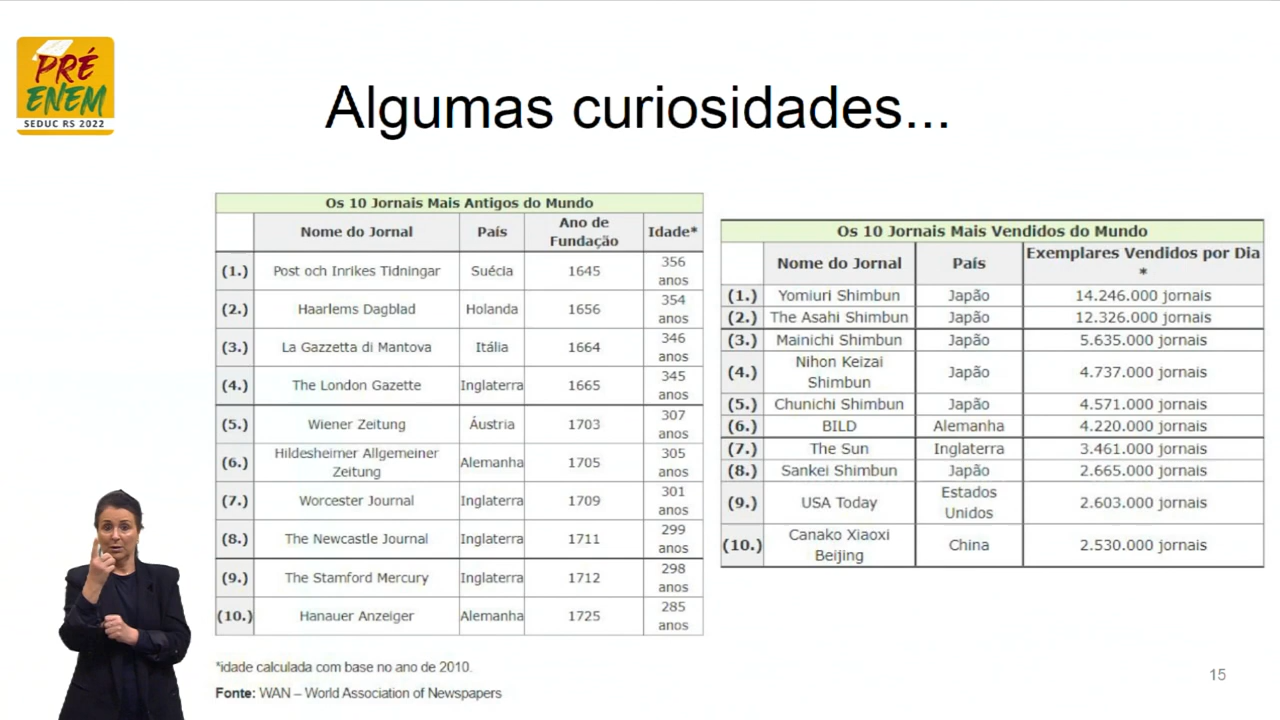 PRÉ
ENEM
SEDUC RS 2022
Algumas curiosidades...
Os 10 Jornais Mais Antigos do Mundo
Nome do Jornal País Ano de Fundação Idade*
(1.) Post och Inrikes Tidningar Suécia 1645 356 anos
(2.) Haarlems Dagblad Holanda 1656 354 anos
(3.) La Gazzetta di Mantova Itália 1664 346 anos
(4.) The London Gazette Inglaterra 1665 345 anos
(5.) Wiener Zeitung Áustria 1703 307 anos
(6.) Hildesheimer Allgemeiner Zeitung Alemanha 1705 305 anos
(7.) Worcester Journal Inglaterra 1709 301 anos
(8.) The Newcastle Journal Inglaterra 1711 299 anos
(9.) The Stamford Mercury Inglaterra 1712 298 anos
(10.) Hanauer Anzeiger Alemanha 1725 285 anos
*idade calculada com base no ano de 2010.
Fonte: WAN – World Association of Newspapers
Os 10 Jornais Mais Vendidos do Mundo
Nome do Jornal País Exemplares Vendidos por Dia *
(1.) Yomiuri Shimbun Japão 14.246.000 jornais
(2.) The Asahi Shimbun Japão 12.326.000 jornais
(3.) Mainichi Shimbun Japão 5.635.000 jornais
(4.) Nihon Keizai Shimbun Japão 4.737.000 jornais
(5.) Chunichi Shimbun Japão 4.571.000 jornais
(6.) BILD Alemanha 4.220.000 jornais
(7.) The Sun Inglaterra 3.461.000 jornais
(8.) Sankei Shimbun Japão 2.665.000 jornais
(9.) USA Today Estados Unidos 2.603.000 jornais
(10.) Canako Xiaoxi Beijing China 2.530.000 jornais
15